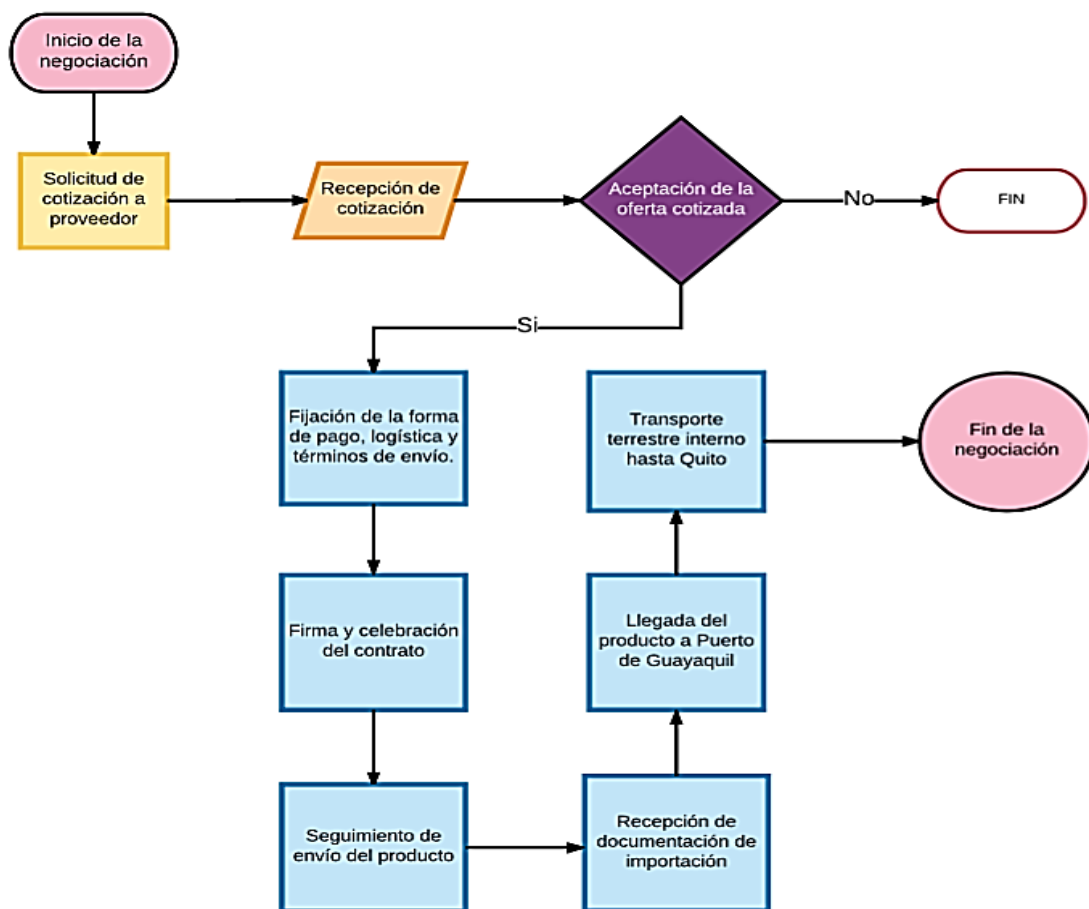 Inicio de la
negociación
Solicitud de
cotización a
proveedor
Recepción de
cotización
Aceptación de la
oferta cotizada
No
FIN
Si
Fijación de la forma
de pago, logística y
términos de envío.
Firma y celebración
del contrato
Seguimiento de
envío del producto
Recepción de
documentación de
importación
Llegada del
producto a Puerto
de Guayaquil
Transporte
terrestre interno
hasta Quito
Fin de la
negociación